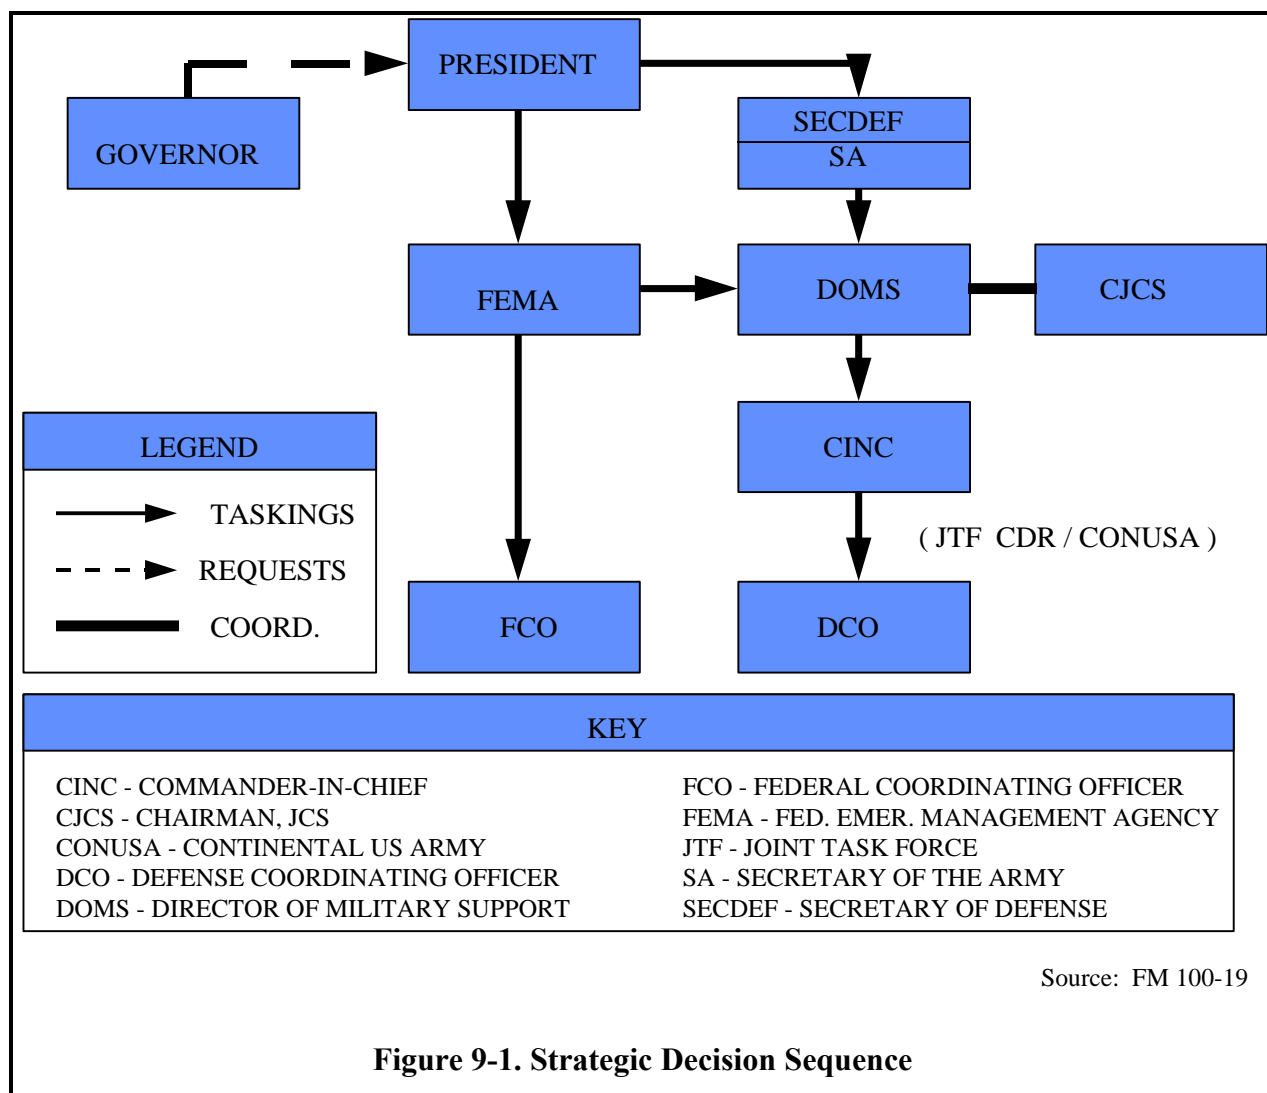 PRESIDENT
GOVERNOR
SECDEF
SA
FEMA
DOMS
CJCS
CINC
( JTF CDR / CONUSA )
FCO
DCO
LEGEND
TASKINGS
REQUESTS
COORD.
KEY
CINC - COMMANDER-IN-CHIEF
CJCS - CHAIRMAN, JCS
CONUSA - CONTINENTAL US ARMY
DCO - DEFENSE COORDINATING OFFICER
DOMS - DIRECTOR OF MILITARY SUPPORT
FCO - FEDERAL COORDINATING OFFICER
FEMA - FED. EMER. MANAGEMENT AGENCY
JTF - JOINT TASK FORCE
SA - SECRETARY OF THE ARMY
SECDEF - SECRETARY OF DEFENSE
Source: FM 100-19
Figure 9-1. Strategic Decision Sequence